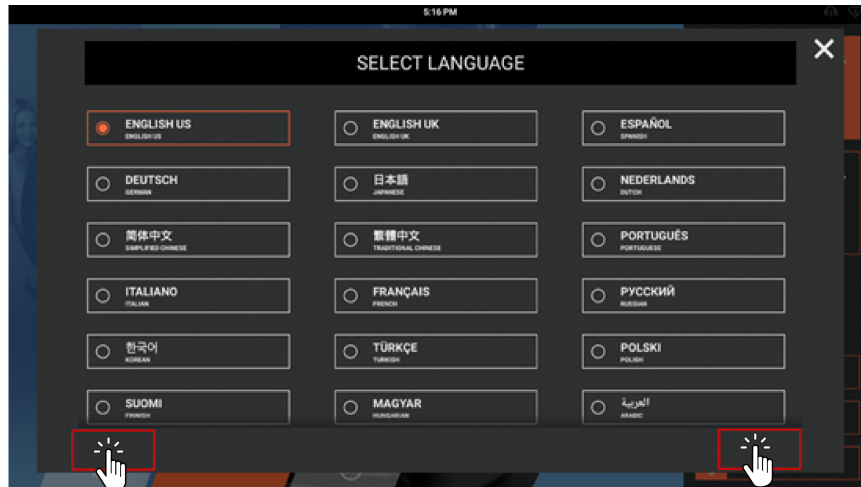 5:16 PM
SELECT LANGUAGE
ENGLISH US
ENGLISH US
ENGLISH UK
ENGLISH UK
ESPAÑOL
SPANISH
DEUTSCH
GERMAN
日本語
JAPANESE
NEDERLANDS
DUTCH
简体中文
SIMPLIFIED CHINESE
繁體中文
TRADITIONAL CHINESE
PORTUGUÊS
PORTUGUESE
ITALIANO
ITALIAN
FRANÇAIS
FRENCH
РУССКИЙ
RUSSIAN
한국어
KOREAN
TÜRKÇE
TURKISH
POLSKI
POLISH
SUOMI
FINNISH
MAGYAR
HUNGARIAN
العربية
ARABIC